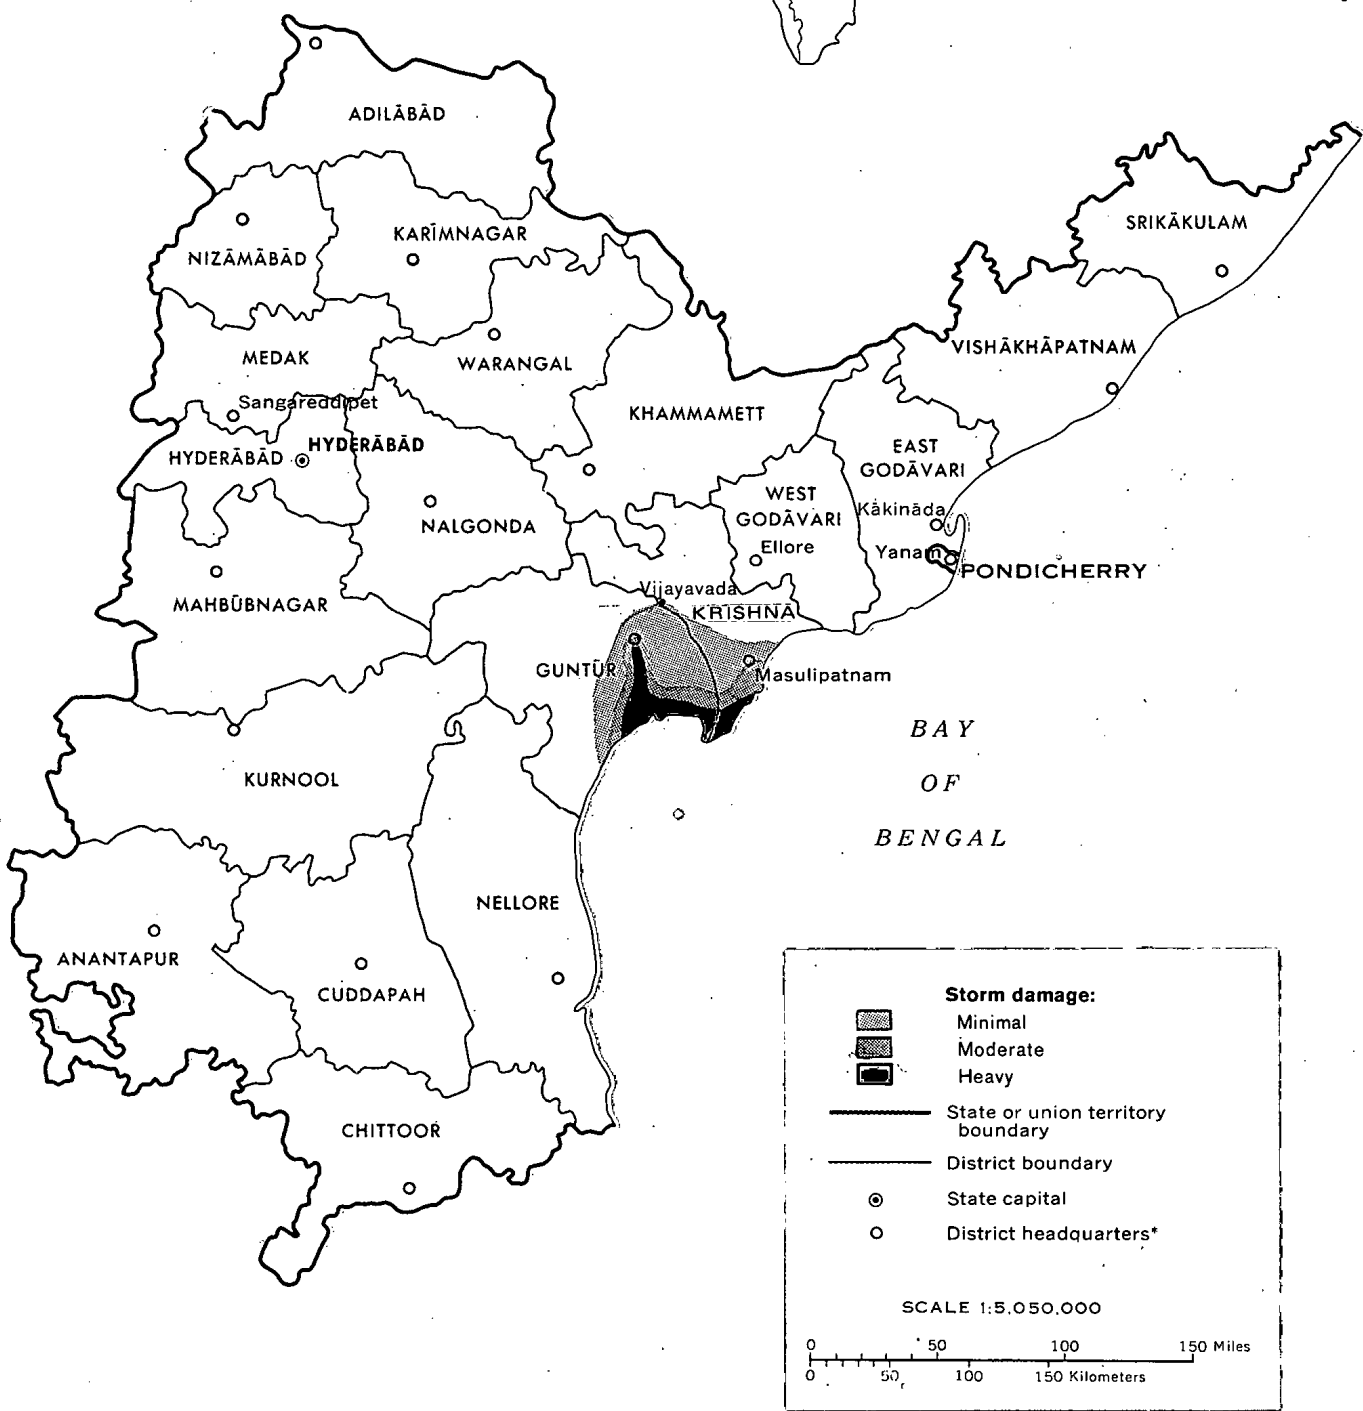 ADILĀBĀD
SRIKĀKULAM
KARĪMNAGAR
NIZĀMĀBĀD
VISHĀKHĀPATNAM
MEDAK
WARANGAL
Sangareddipet
KHAMMAMETT
HYDERĀBĀD
HYDERĀBĀD
EAST
GODĀVARI
WEST
GODĀVARI
Kākināda
NALGONDA
Ellore
Yanam
PONDICHERRY
Vijayavada
MAHBŪBNAGAR
KRISHNĀ
GUNTŪR
Masulipatnam
BAY
OF
BENGAL
KURNOOL
NELLORE
ANANTAPUR
CUDDAPAH
CHITTOOR
Storm damage:
Minimal
Moderate
Heavy
State or union territory
boundary
District boundary
State capital
District headquarters*
SCALE 1:5,050,000
0 50 100 150 Miles
0 50 100 150 Kilometers